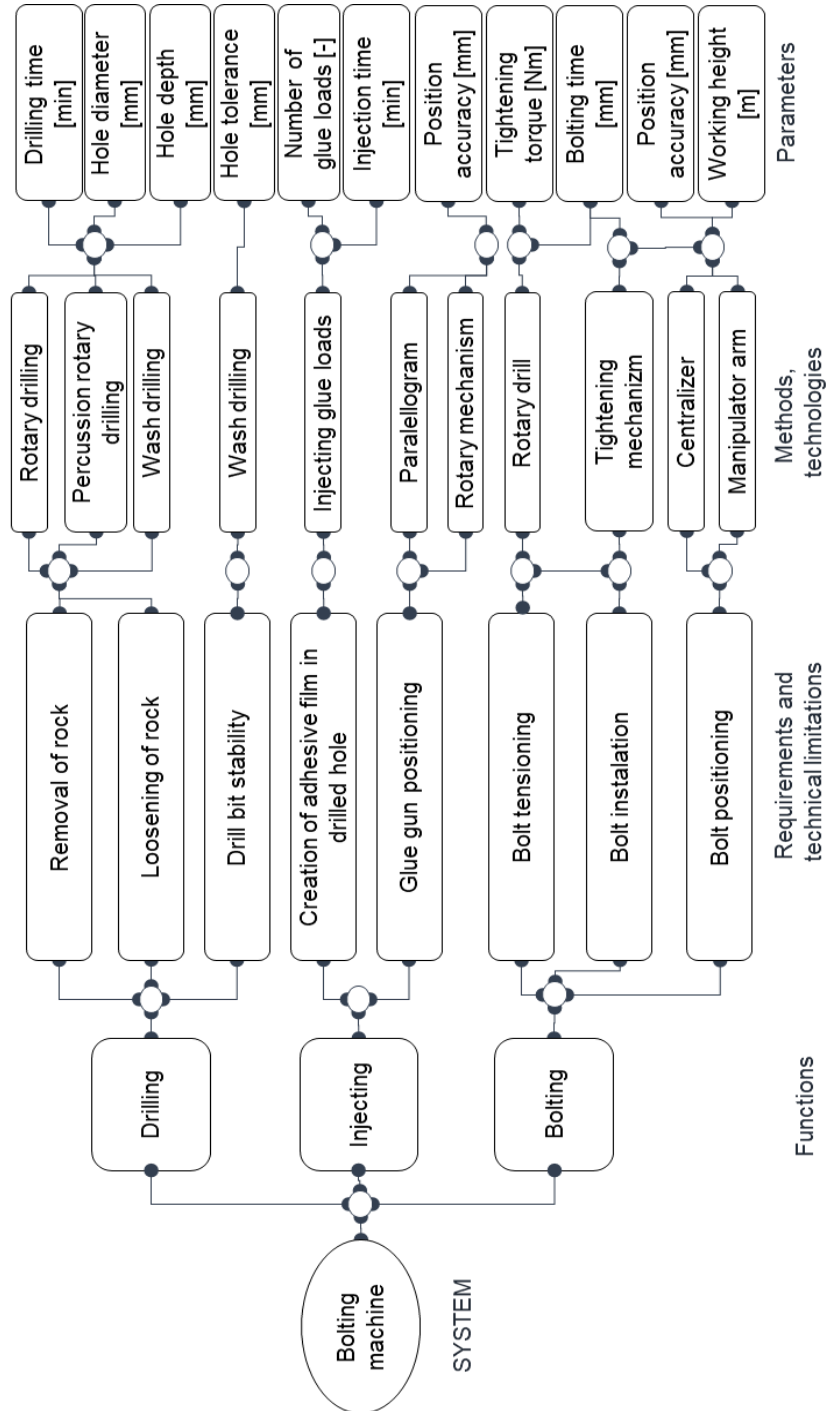 Bolting
machine
SYSTEM
Drilling
Injecting
Bolting
Functions
Removal of rock
Loosening of rock
Drill bit stability
Creation of adhesive film in
drilled hole
Glue gun positioning
Bolt tensioning
Bolt instalation
Bolt positioning
Requirements and
technical limitations
Rotary drilling
Percussion rotary
drilling
Wash drilling
Wash drilling
Injecting glue loads
Paralellogram
Rotary mechanism
Rotary drill
Tightening
mechanizm
Centralizer
Manipulator arm
Methods,
technologies
Drilling time
[min]
Hole diameter
[mm]
Hole depth
[mm]
Hole tolerance
[mm]
Number of
glue loads [-]
Injection time
[min]
Position
accuracy [mm]
Tightening
torque [Nm]
Bolting time
[mm]
Position
accuracy [mm]
Working height
[m]
Parameters